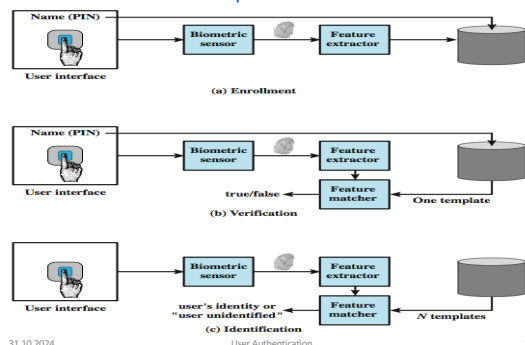 Name (PIN)
Biometric
sensor
Feature
extractor
User interface
(a) Enrollment
Name (PIN)
Biometric
sensor
Feature
extractor
User interface
true/false
Feature
matcher
One template
(b) Verification
Biometric
sensor
Feature
extractor
User interface
user's identity or
"user unidentified"
Feature
matcher
N templates
(c) Identification
31.10.2024
User Authentication